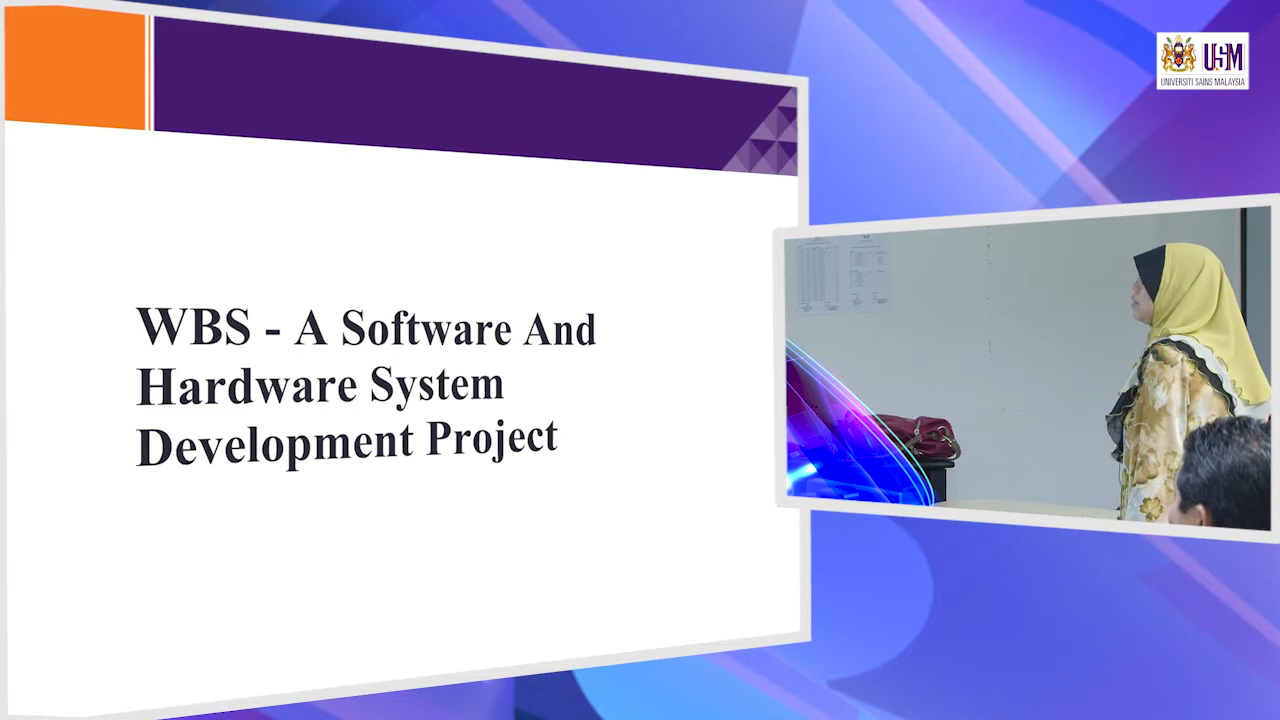 WBS - A Software And
Hardware System
Development Project
USM
UNIVERSITI SAINS MALAYSIA